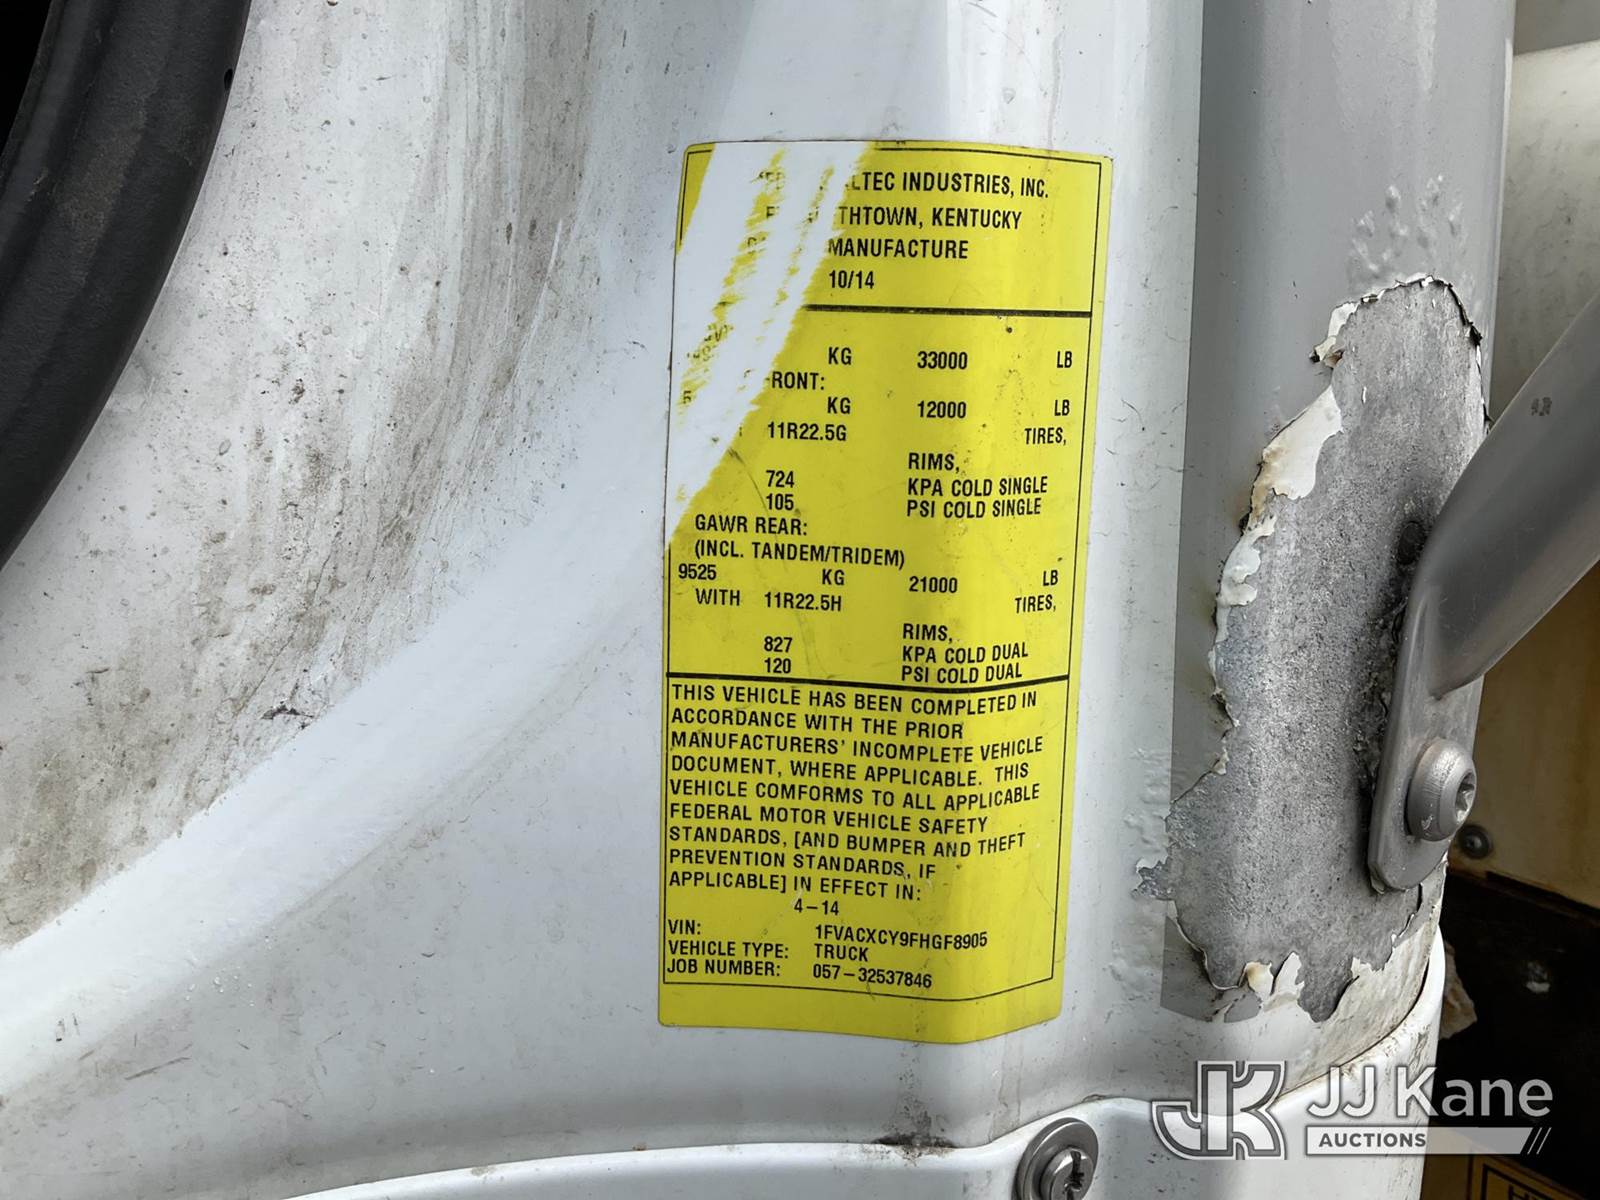 INDUSTRIES, INC.
KENTUCKY
MANUFACTURE
10/14
KG 33000 LB
KG 12000 LB
11R22.5G TIRES,
RIMS,
724 KPA COLD SINGLE
105 PSI COLD SINGLE
GAWR REAR:
(INCL. TANDEM/TRIDEM)
9525 KG 21000 LB
WITH 11R22.5H TIRES,
RIMS,
827 KPA COLD DUAL
120 PSI COLD DUAL
THIS VEHICLE HAS BEEN COMPLETED IN
ACCORDANCE WITH THE PRIOR
MANUFACTURERS' INCOMPLETE VEHICLE
DOCUMENT, WHERE APPLICABLE. THIS
VEHICLE COMFORMS TO ALL APPLICABLE
FEDERAL MOTOR VEHICLE SAFETY
STANDARDS, [AND BUMPER AND THEFT
PREVENTION STANDARDS, IF
APPLICABLE] IN EFFECT IN:
4-14
VIN: 1FVACXCY9FHGF8905
VEHICLE TYPE: TRUCK
JOB NUMBER: 057-32537846
JK JJ Kane
AUCTIONS